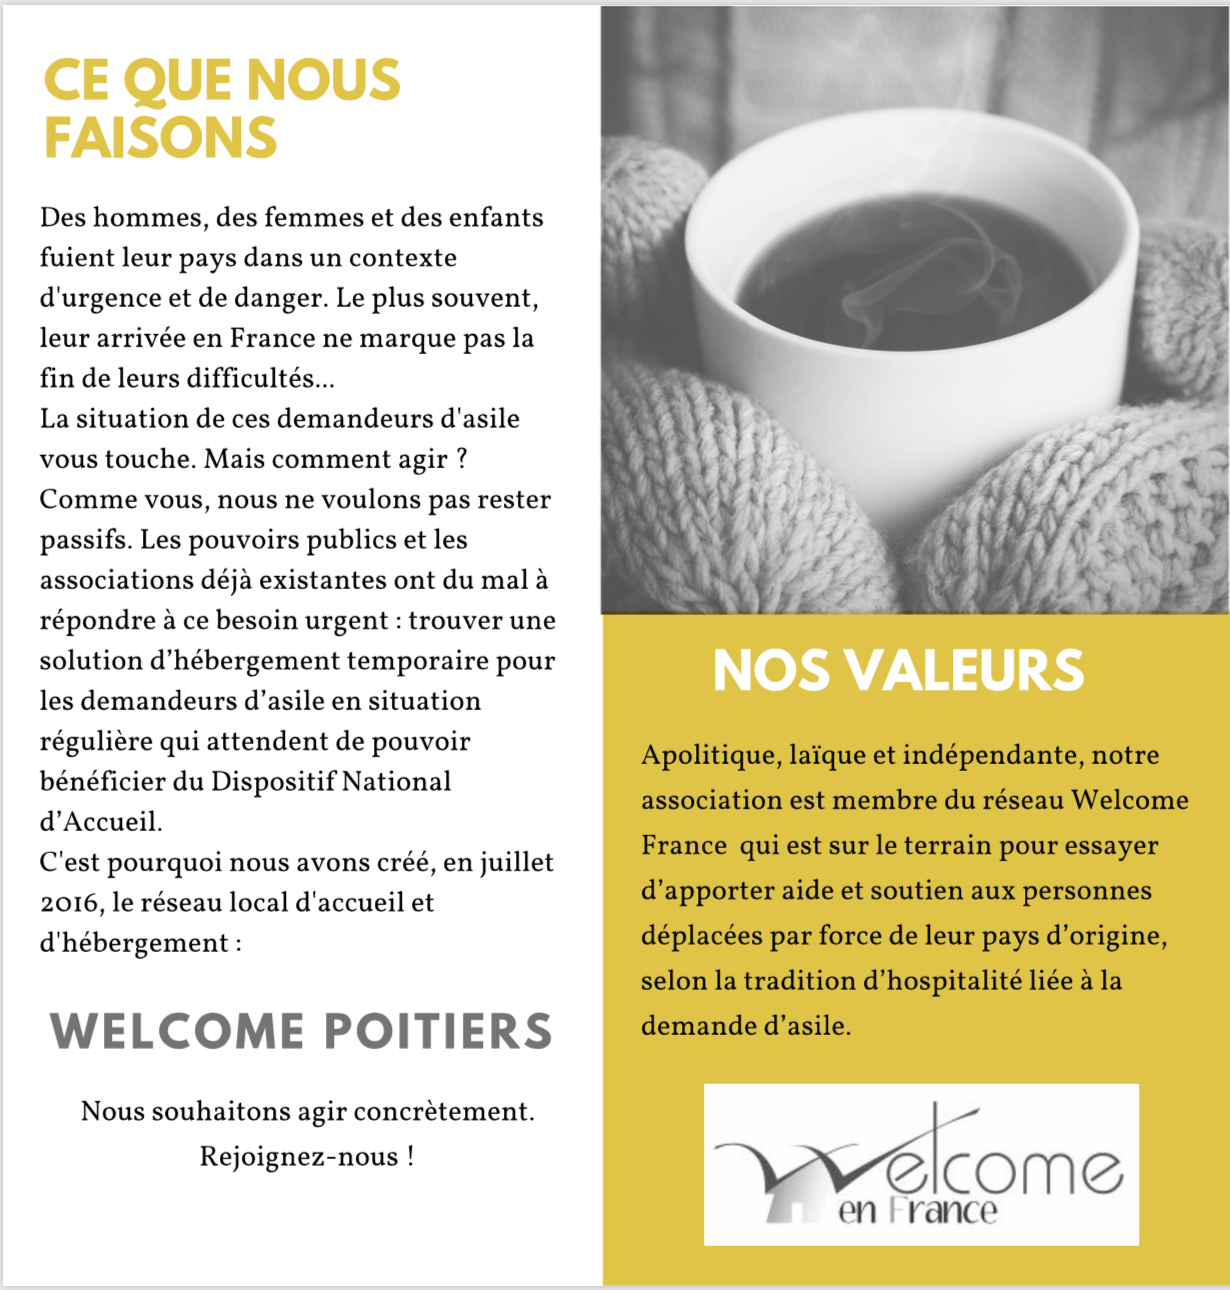 CE QUE NOUS
FAISONS
Des hommes, des femmes et des enfants
fuient leur pays dans un contexte
d'urgence et de danger. Le plus souvent,
leur arrivée en France ne marque pas la
fin de leurs difficultés...
La situation de ces demandeurs d'asile
vous touche. Mais comment agir ?
Comme vous, nous ne voulons pas rester
passifs. Les pouvoirs publics et les
associations déjà existantes ont du mal à
répondre à ce besoin urgent : trouver une
solution d’hébergement temporaire pour
les demandeurs d’asile en situation
régulière qui attendent de pouvoir
bénéficier du Dispositif National
d’Accueil.
C'est pourquoi nous avons créé, en juillet
2016, le réseau local d'accueil et
d'hébergement :
WELCOME POITIERS
Nous souhaitons agir concrètement.
Rejoignez-nous !
NOS VALEURS
Apolitique, laïque et indépendante, notre
association est membre du réseau Welcome
France  qui est sur le terrain pour essayer
d’apporter aide et soutien aux personnes
déplacées par force de leur pays d’origine,
selon la tradition d’hospitalité liée à la
demande d’asile.
Welcome
en France